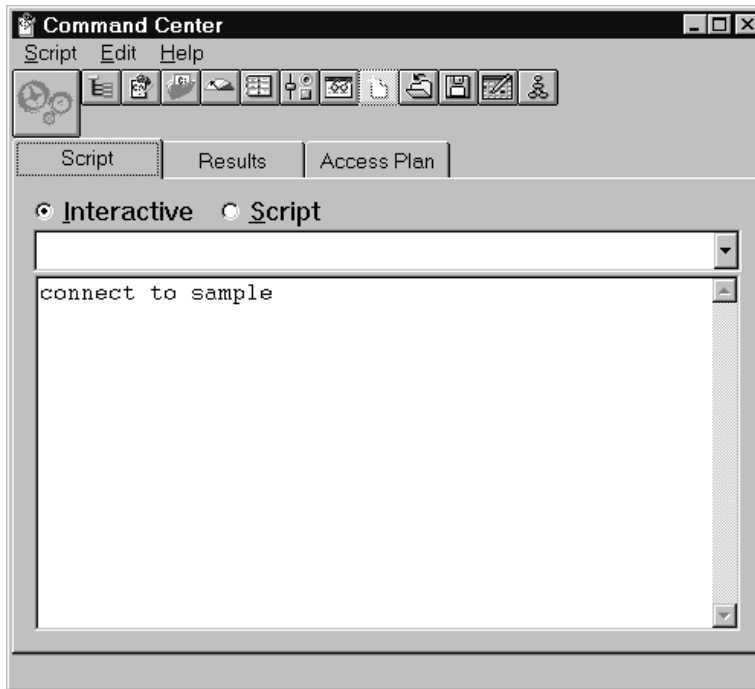 Command Center
Script Edit Help
Script Results Access Plan
Interactive Script
connect to sample